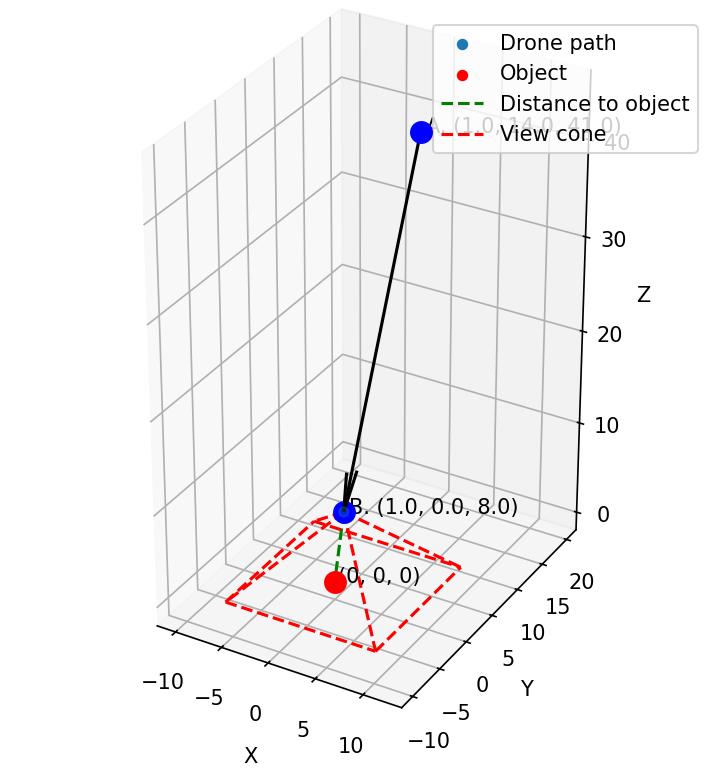 Drone path
Object
Distance to object
View cone
A. (1.0, 14.0, 41.0)
40
30
Z
20
10
B. (1.0, 0.0, 8.0)
0
(0, 0, 0)
20
15
10
5
0
Y
−5
−10
−10
−5
0
5
10
X